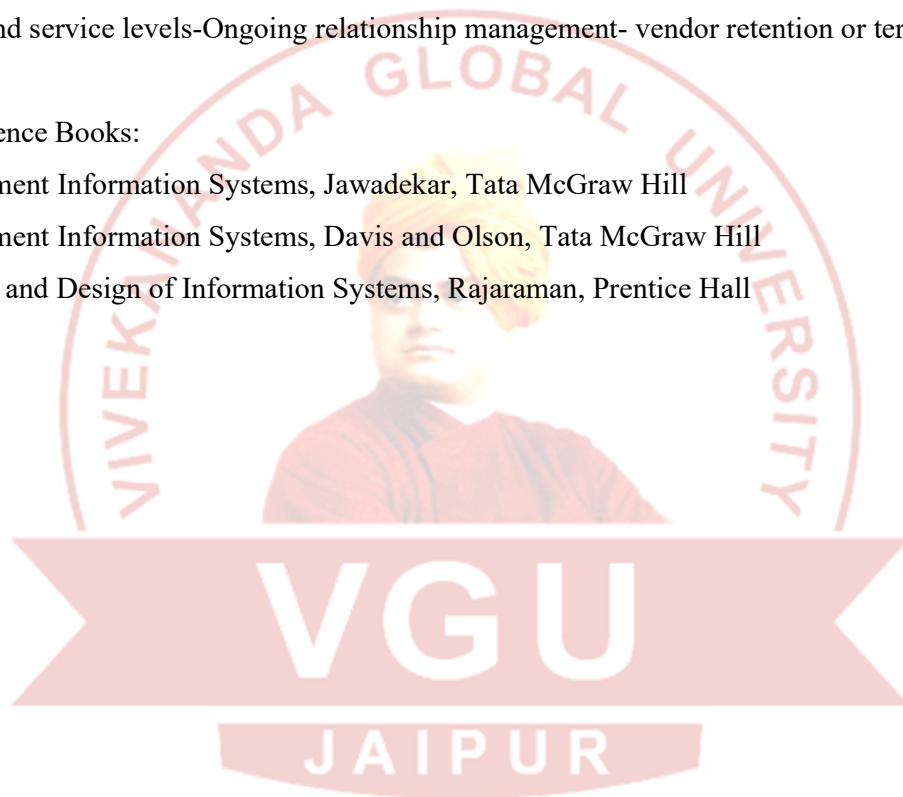 nd service levels-Ongoing relationship management- vendor retention or ter
ence Books:
ment Information Systems, Jawadekar, Tata McGraw Hill
ment Information Systems, Davis and Olson, Tata McGraw Hill
and Design of Information Systems, Rajaraman, Prentice Hall
VIVEKANANDA GLOBAL UNIVERSITY
VGU
JAIPUR